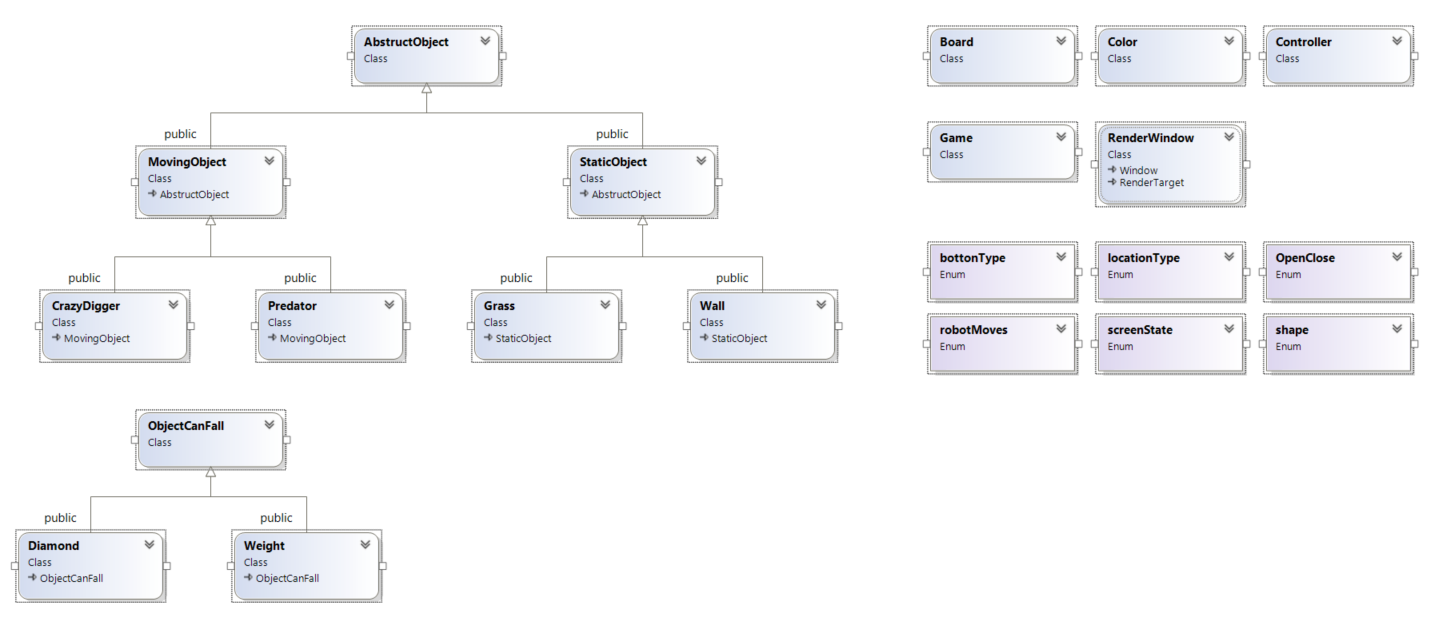 AbstructObject
Class
public
public
MovingObject
Class
AbstructObject
StaticObject
Class
AbstructObject
public
public
public
public
CrazyDigger
Class
MovingObject
Predator
Class
MovingObject
Grass
Class
StaticObject
Wall
Class
StaticObject
ObjectCanFall
Class
public
public
Diamond
Class
ObjectCanFall
Weight
Class
ObjectCanFall
Board
Class
Color
Class
Controller
Class
Game
Class
RenderWindow
Class
Window
RenderTarget
bottonType
Enum
locationType
Enum
OpenClose
Enum
robotMoves
Enum
screenState
Enum
shape
Enum